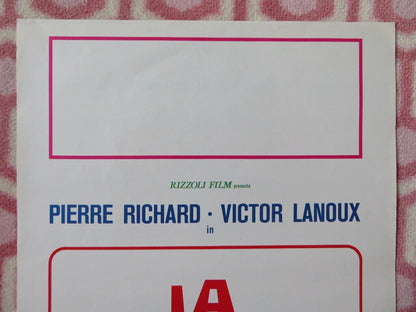 RIZZOLI FILM presenta
PIERRE RICHARD · VICTOR LANOUX
in
LA